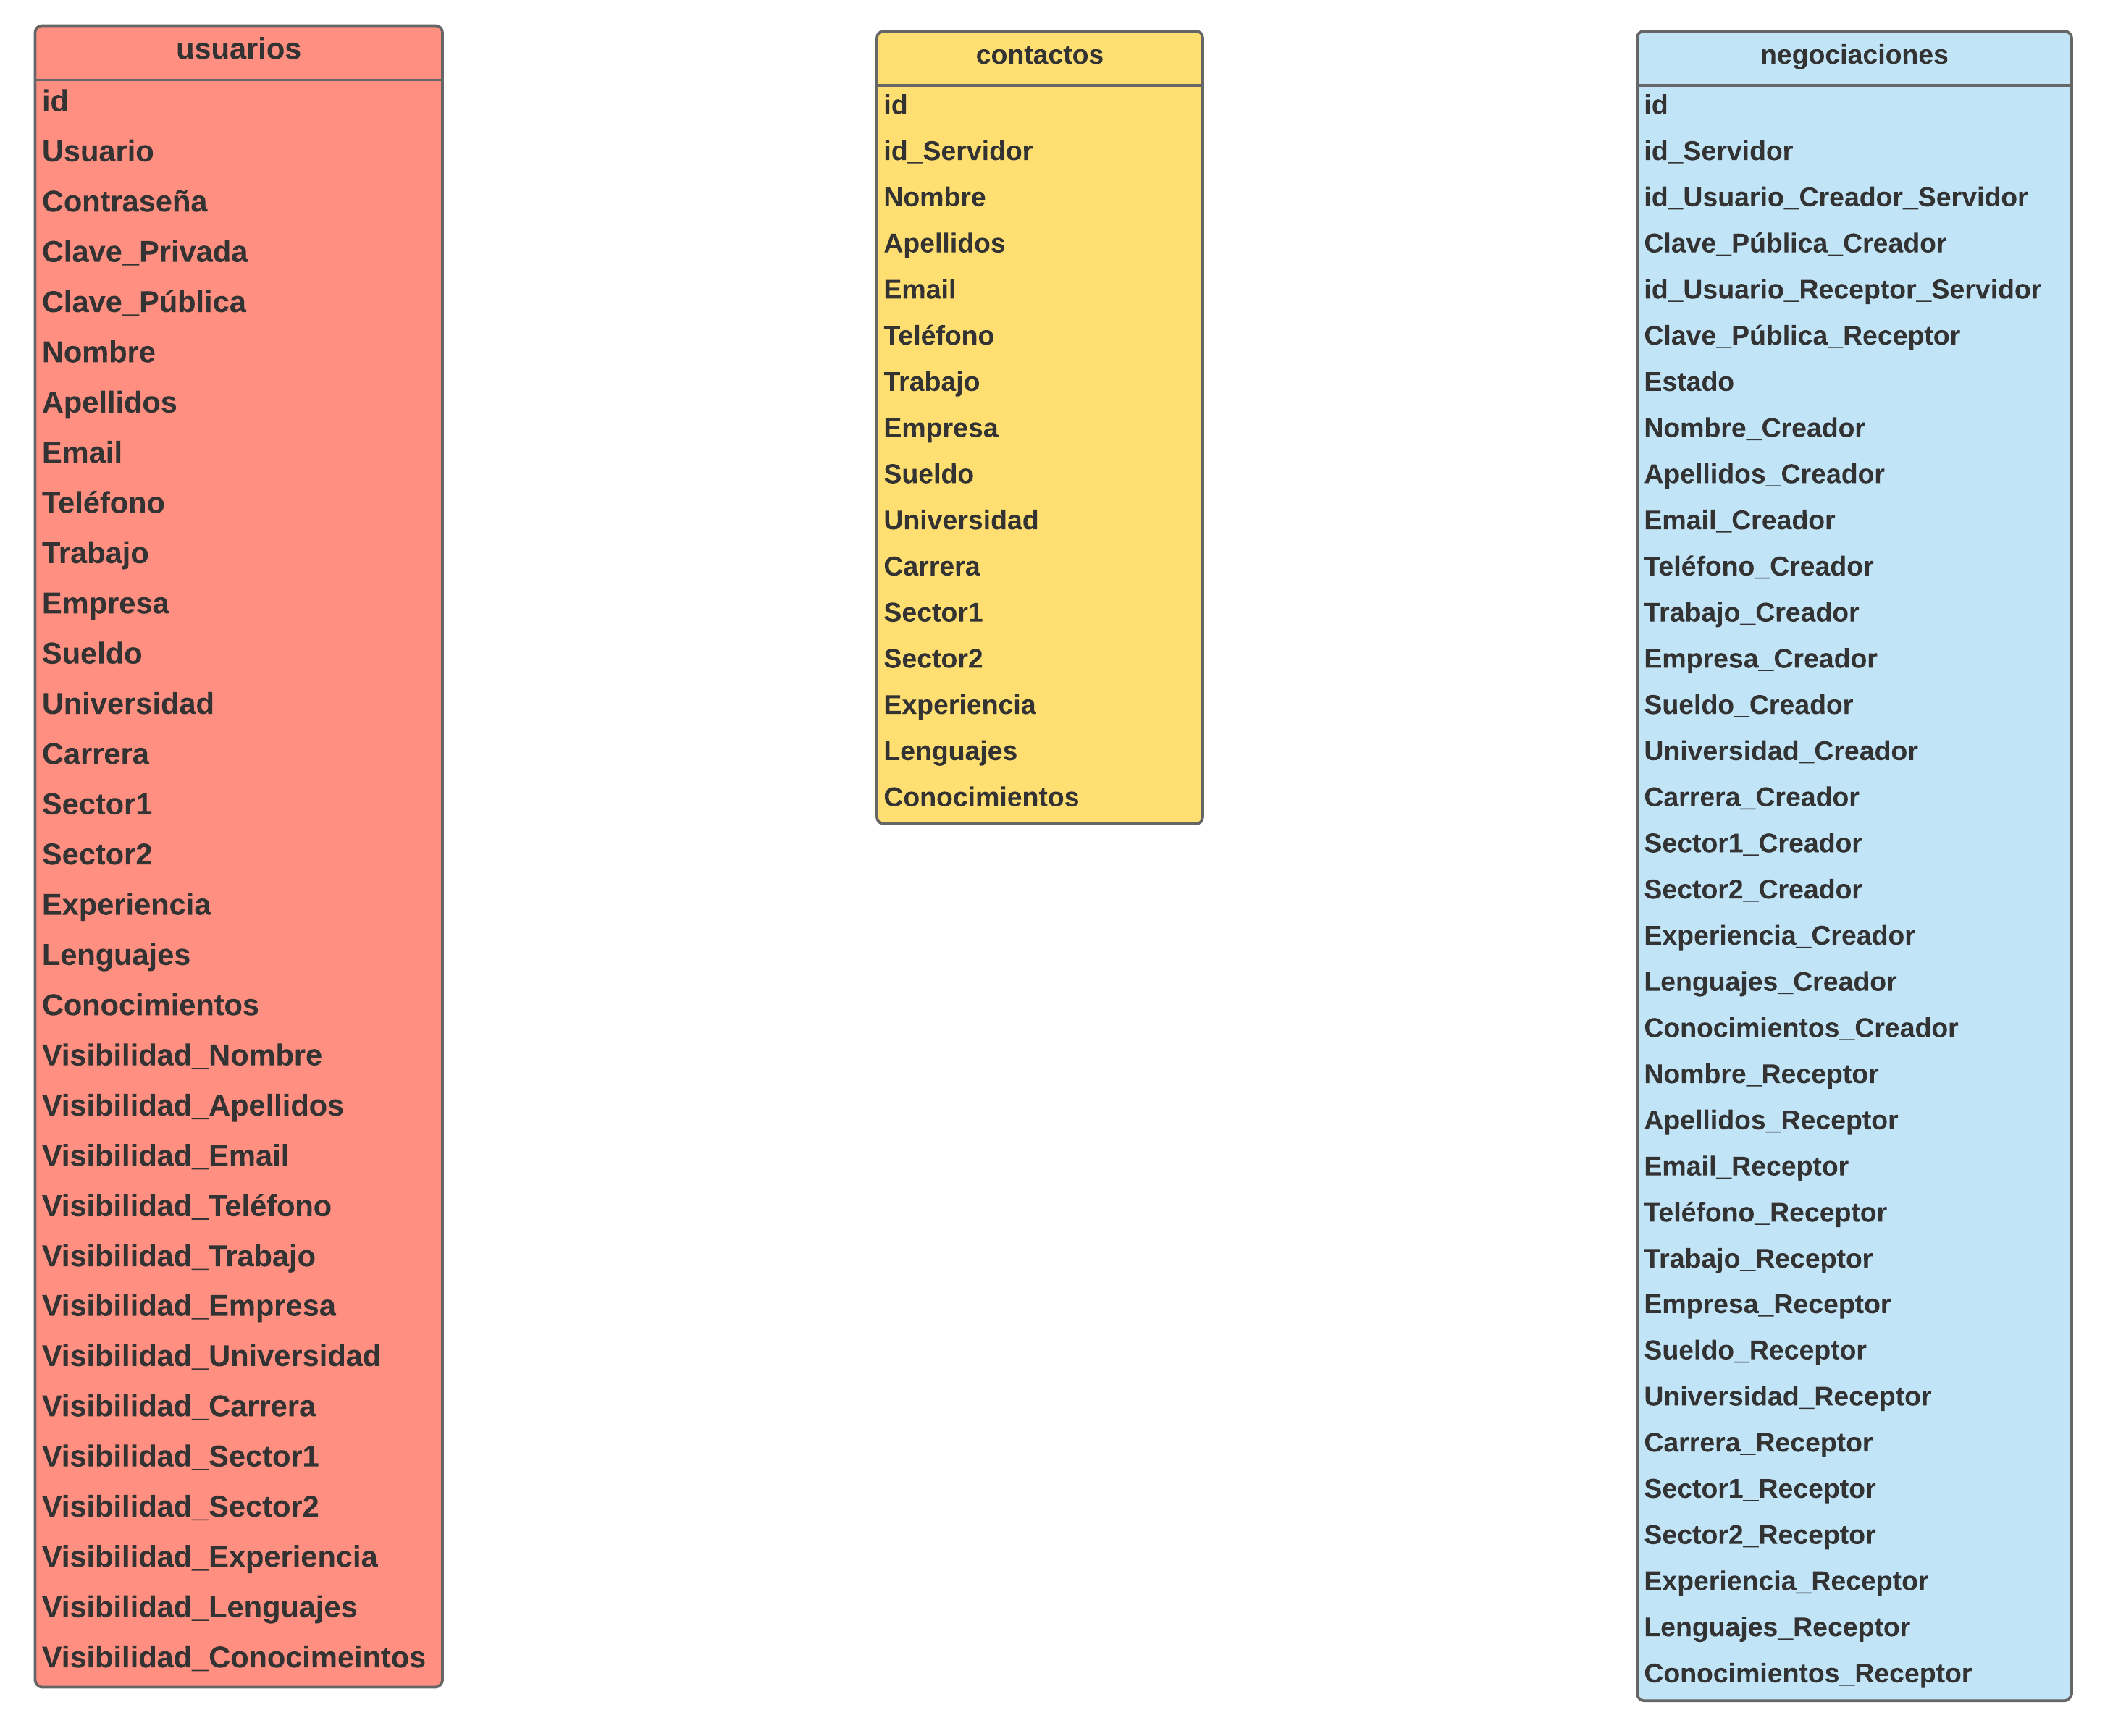 usuarios
id
Usuario
Contraseña
Clave_Privada
Clave_Pública
Nombre
Apellidos
Email
Teléfono
Trabajo
Empresa
Sueldo
Universidad
Carrera
Sector1
Sector2
Experiencia
Lenguajes
Conocimientos
Visibilidad_Nombre
Visibilidad_Apellidos
Visibilidad_Email
Visibilidad_Teléfono
Visibilidad_Trabajo
Visibilidad_Empresa
Visibilidad_Universidad
Visibilidad_Carrera
Visibilidad_Sector1
Visibilidad_Sector2
Visibilidad_Experiencia
Visibilidad_Lenguajes
Visibilidad_Conocimeintos
contactos
id
id_Servidor
Nombre
Apellidos
Email
Teléfono
Trabajo
Empresa
Sueldo
Universidad
Carrera
Sector1
Sector2
Experiencia
Lenguajes
Conocimientos
negociaciones
id
id_Servidor
id_Usuario_Creador_Servidor
Clave_Pública_Creador
id_Usuario_Receptor_Servidor
Clave_Pública_Receptor
Estado
Nombre_Creador
Apellidos_Creador
Email_Creador
Teléfono_Creador
Trabajo_Creador
Empresa_Creador
Sueldo_Creador
Universidad_Creador
Carrera_Creador
Sector1_Creador
Sector2_Creador
Experiencia_Creador
Lenguajes_Creador
Conocimientos_Creador
Nombre_Receptor
Apellidos_Receptor
Email_Receptor
Teléfono_Receptor
Trabajo_Receptor
Empresa_Receptor
Sueldo_Receptor
Universidad_Receptor
Carrera_Receptor
Sector1_Receptor
Sector2_Receptor
Experiencia_Receptor
Lenguajes_Receptor
Conocimientos_Receptor